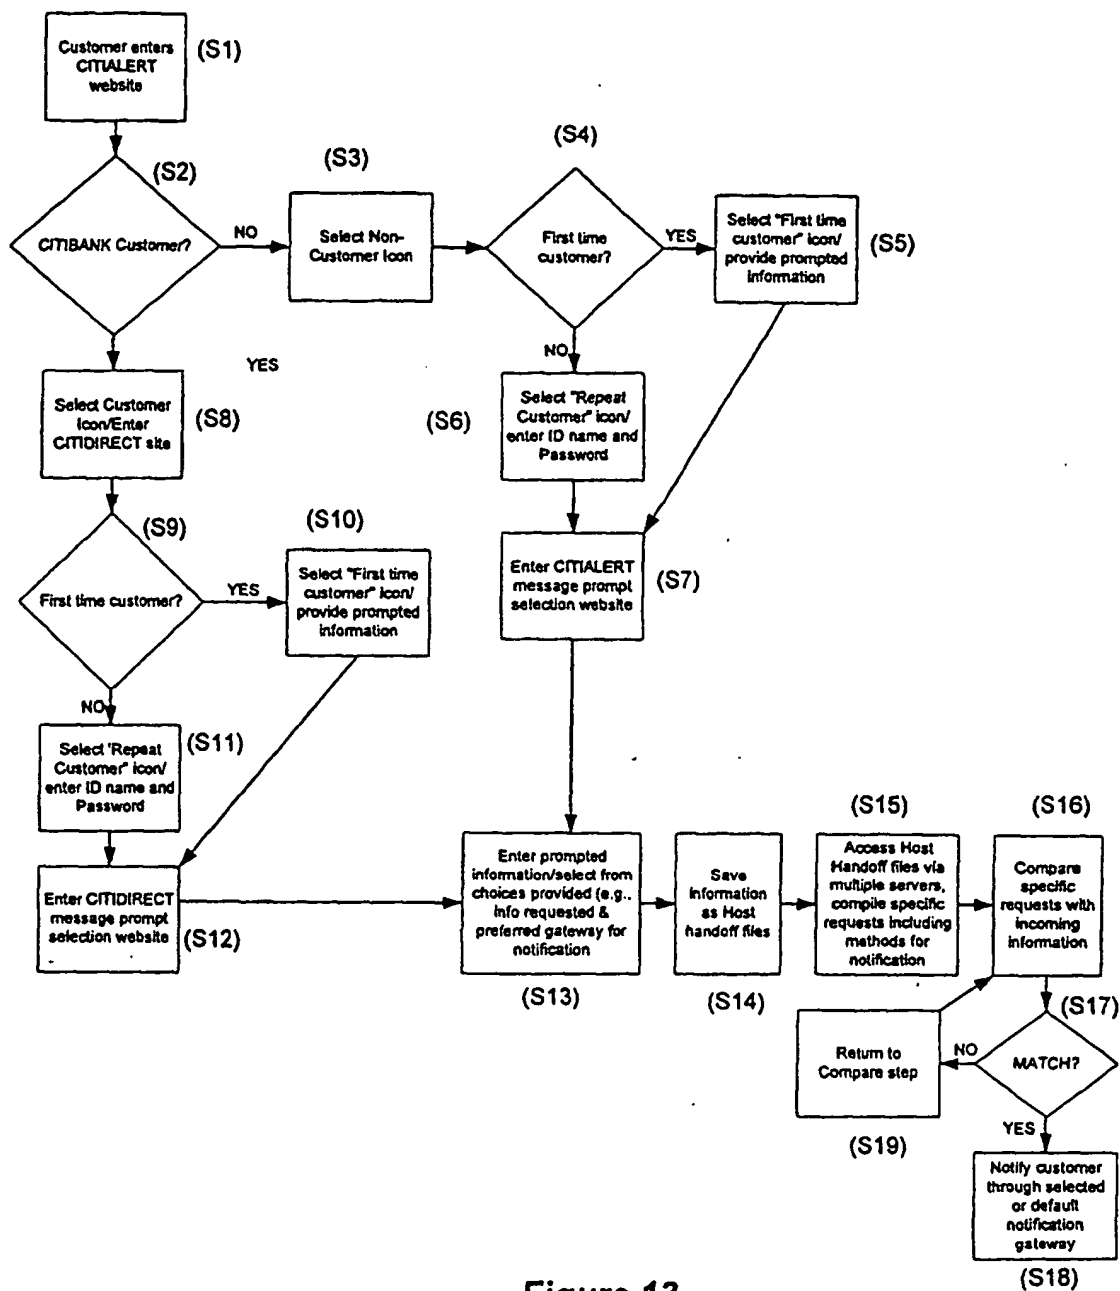 Customer enters
CITIALERT
website
(S1)
(S2)
CITIBANK Customer?
NO
(S3)
Select Non-
Customer Icon
(S4)
First time
customer?
YES
Select "First time
customer" icon/
provide prompted
information
(S5)
YES
NO
Select Customer
Icon/Enter
CITIDIRECT site
(S8)
(S6)
Select "Repeat
Customer" icon/
enter ID name and
Password
(S9)
First time customer?
YES
(S10)
Select "First time
customer" icon/
provide prompted
information
Enter CITIALERT
message prompt
selection website
(S7)
NO
Select 'Repeat
Customer" icon/
enter ID name and
Password
(S11)
Enter CITIDIRECT
message prompt
selection website
(S12)
Enter prompted
information/select from
choices provided (e.g.,
info requested &
preferred gateway for
notification
(S13)
Save
information
as Host
handoff files
(S14)
(S15)
Access Host
Handoff files via
multiple servers,
compile specific
requests including
methods for
notification
(S16)
Compare
specific
requests with
incoming
information
(S17)
MATCH?
NO
Return to
Compare step
(S19)
YES
Notify customer
through selected
or default
notification
gateway
(S18)